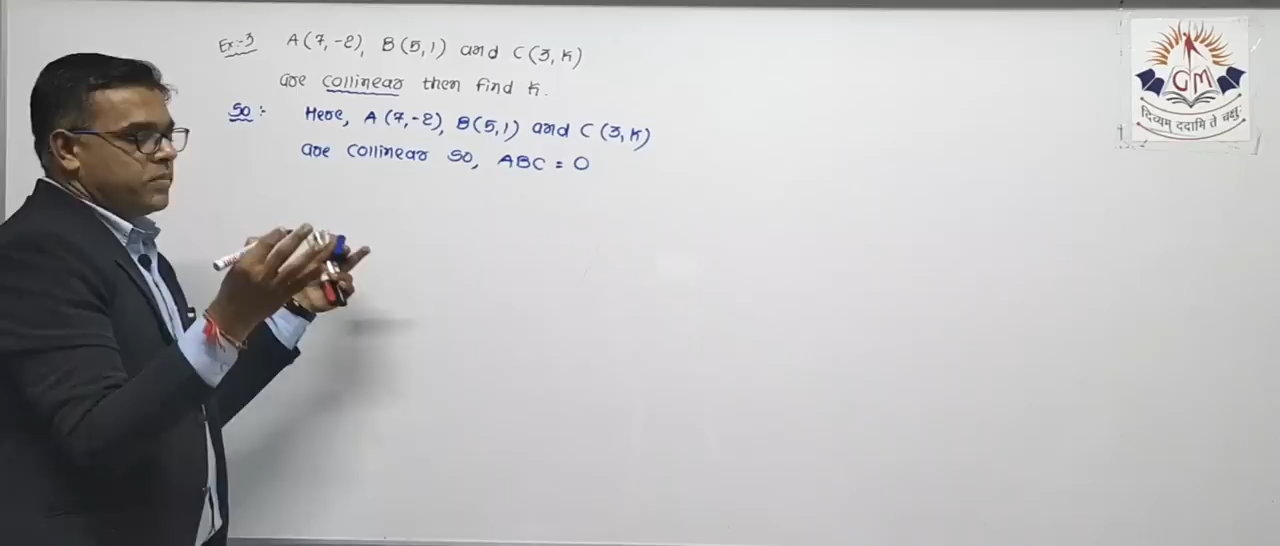 Ex:-3 A(7,-2), B(5,1) and C(3,k)
are collinear then find k.
So:- Here, A(7,-2), B(5,1) and C(3,k)
are collinear so, ABC = 0
GM
दिव्यम् ददामि ते चक्षुः